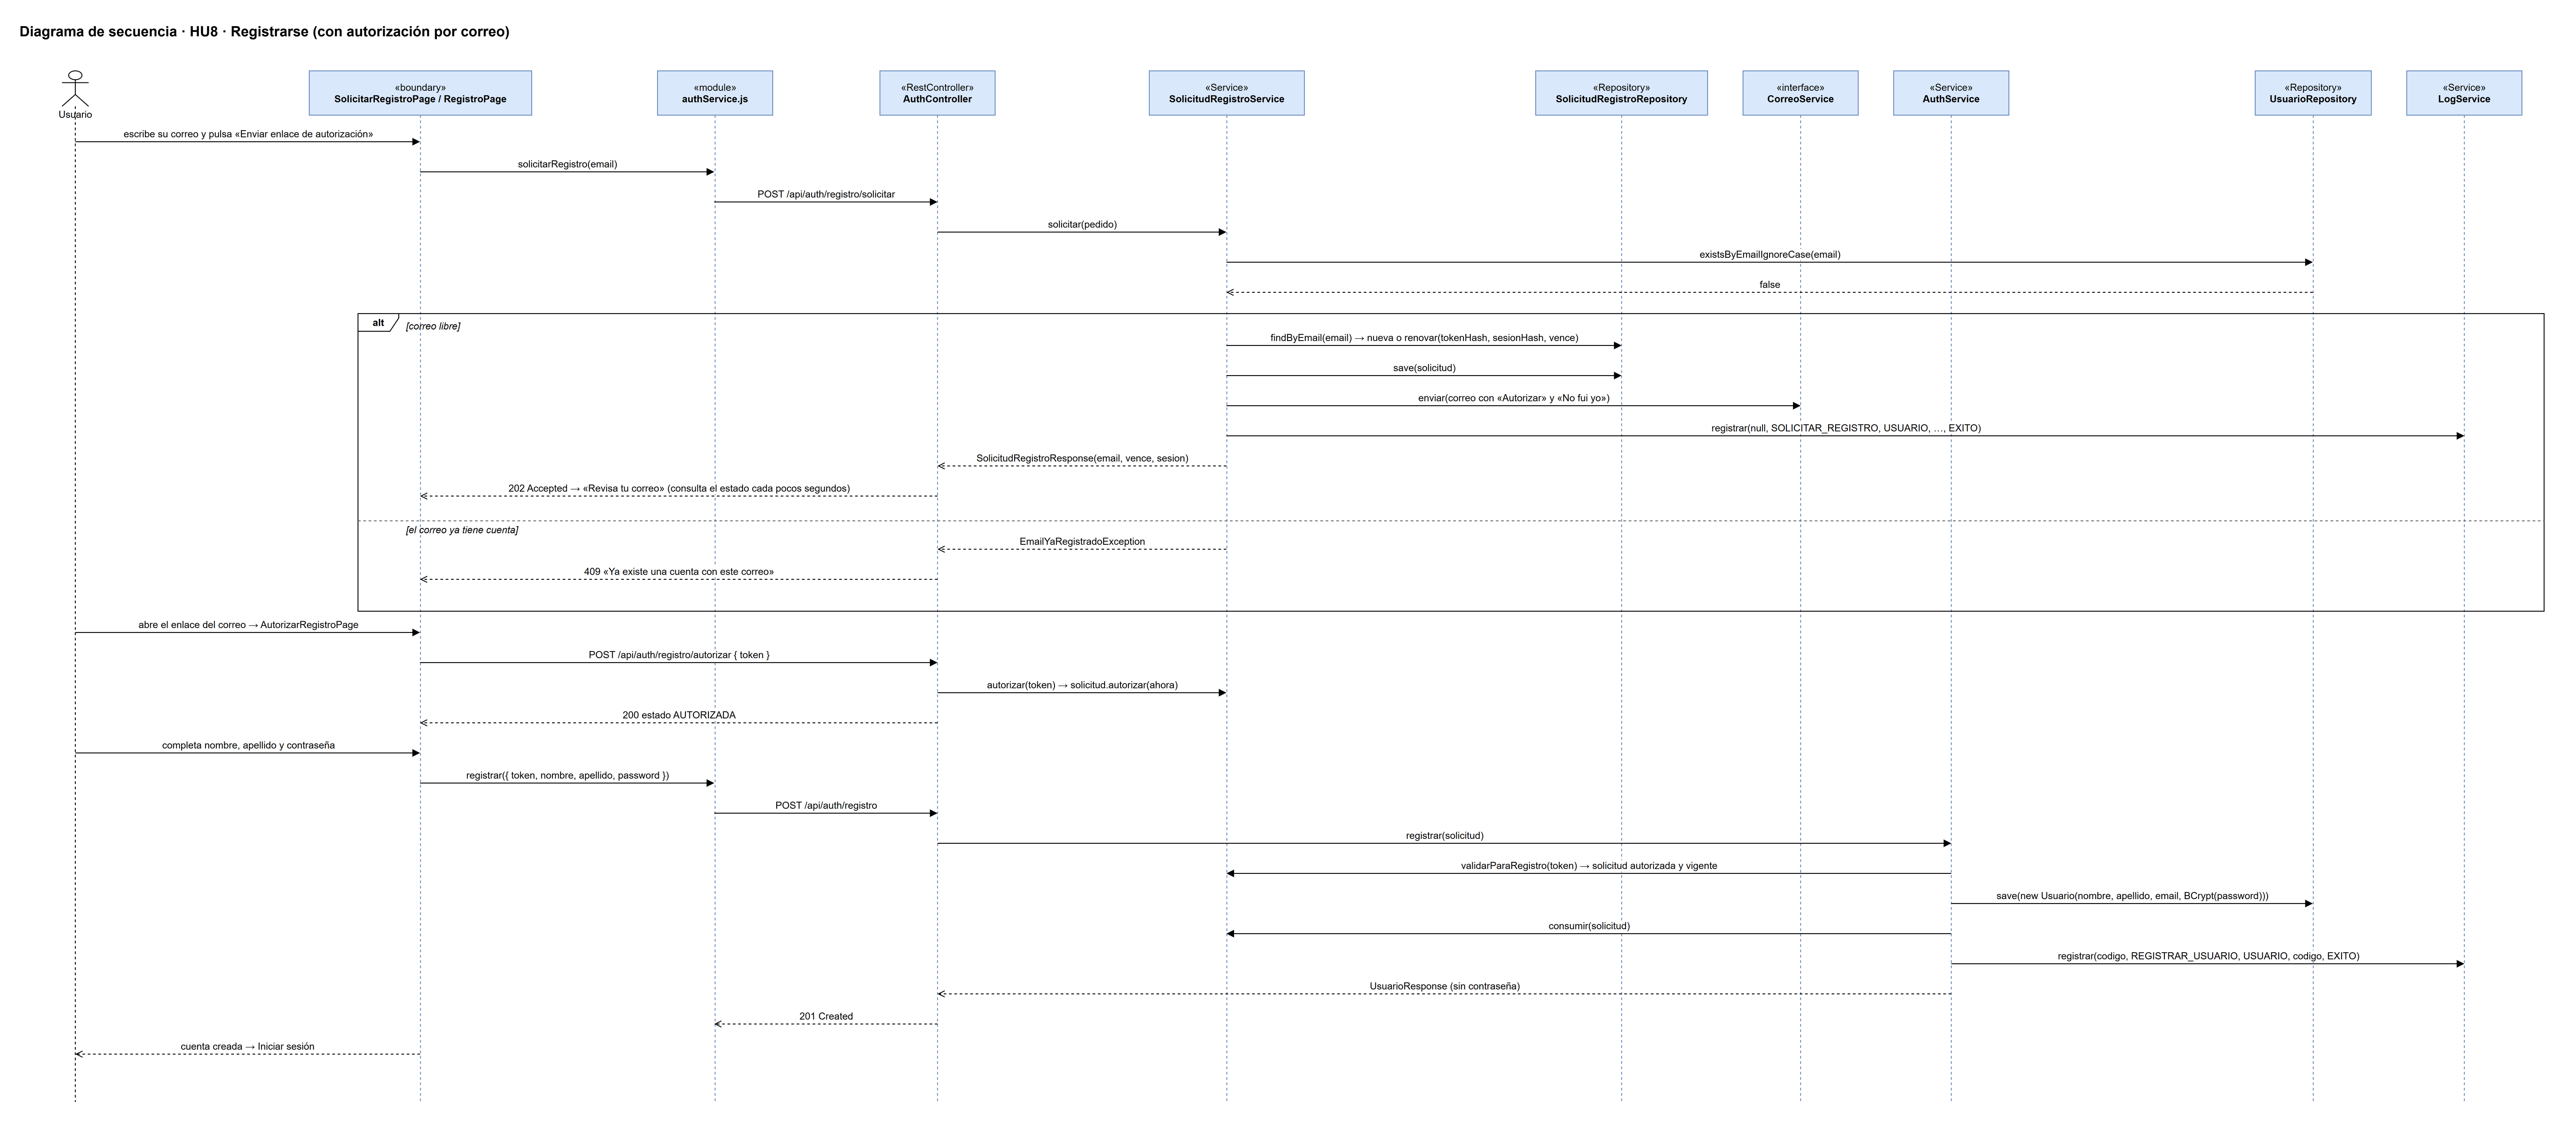 Diagrama de secuencia · HU8 · Registrarse (con autorización por correo)
Usuario
«boundary»
SolicitarRegistroPage / RegistroPage
«module»
authService.js
«RestController»
AuthController
«Service»
SolicitudRegistroService
«Repository»
SolicitudRegistroRepository
«interface»
CorreoService
«Service»
AuthService
«Repository»
UsuarioRepository
«Service»
LogService
escribe su correo y pulsa «Enviar enlace de autorización»
solicitarRegistro(email)
POST /api/auth/registro/solicitar
solicitar(pedido)
existsByEmailIgnoreCase(email)
false
alt
[correo libre]
findByEmail(email) → nueva o renovar(tokenHash, sesionHash, vence)
save(solicitud)
enviar(correo con «Autorizar» y «No fui yo»)
registrar(null, SOLICITAR_REGISTRO, USUARIO, …, EXITO)
SolicitudRegistroResponse(email, vence, sesion)
202 Accepted → «Revisa tu correo» (consulta el estado cada pocos segundos)
[el correo ya tiene cuenta]
EmailYaRegistradoException
409 «Ya existe una cuenta con este correo»
abre el enlace del correo → AutorizarRegistroPage
POST /api/auth/registro/autorizar { token }
autorizar(token) → solicitud.autorizar(ahora)
200 estado AUTORIZADA
completa nombre, apellido y contraseña
registrar({ token, nombre, apellido, password })
POST /api/auth/registro
registrar(solicitud)
validarParaRegistro(token) → solicitud autorizada y vigente
save(new Usuario(nombre, apellido, email, BCrypt(password)))
consumir(solicitud)
registrar(codigo, REGISTRAR_USUARIO, USUARIO, codigo, EXITO)
UsuarioResponse (sin contraseña)
201 Created
cuenta creada → Iniciar sesión